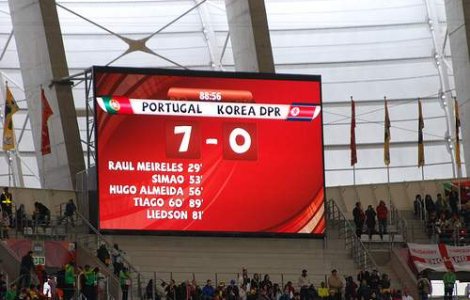 88:56
PORTUGAL KOREA DPR
7 - 0
RAUL MEIRELES 29'
SIMAO 53'
HUGO ALMEIDA 56'
TIAGO 60' 89'
LIEDSON 81'